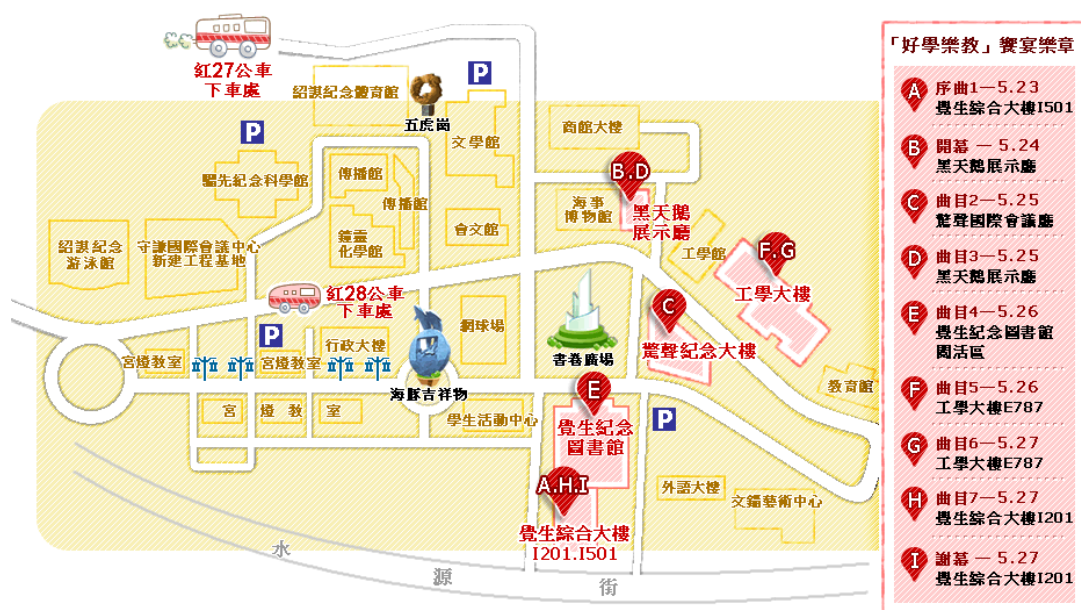 紅27公車
下車處
紹謨紀念體育館
P
五虎崗
文學館
商館大樓
P
傳播館
驚先紀念科學館
傳播館
B.D
海事
博物館
黑天鵝
展示廳
會文館
鍾靈
化學館
紹謨紀念
游泳館
守謙國際會議中心
新建工程基地
工學館
F.G
工學大樓
紅28公車
下車處
C
驚聲紀念大樓
P
網球場
行政大樓
宮燈教室
宮燈教室
海豚吉祥物
書卷廣場
教育館
E
覺生紀念
圖書館
P
宮
燈
教
室
學生活動中心
A.H.I
覺生綜合大樓
I201.I501
外語大樓
文錙藝術中心
水
源
街
「好學樂教」饗宴樂章
A 序曲1—5.23
覺生綜合大樓I501
B 開幕 — 5.24
黑天鵝展示廳
C 曲目2—5.25
驚聲國際會議廳
D 曲目3—5.25
黑天鵝展示廳
E 曲目4—5.26
覺生紀念圖書館
閱活區
F 曲目5—5.26
工學大樓E787
G 曲目6—5.27
工學大樓E787
H 曲目7—5.27
覺生綜合大樓I201
I 謝幕 — 5.27
覺生綜合大樓I201